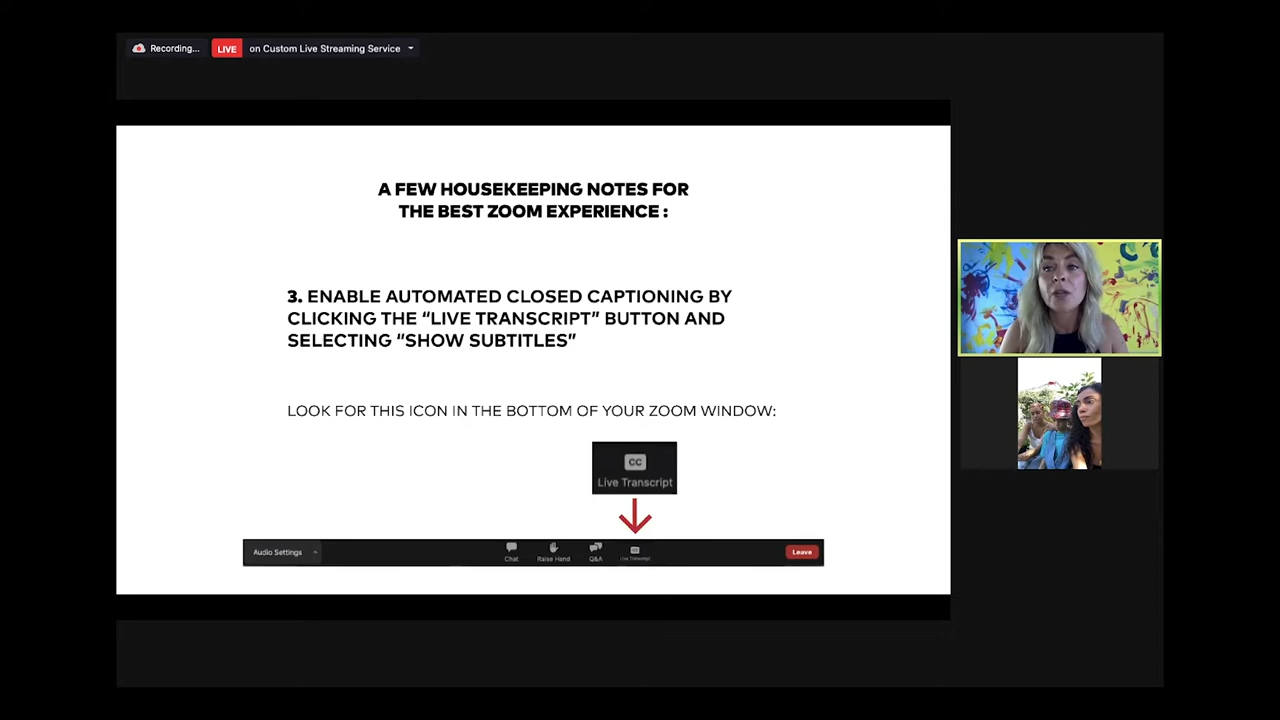 Recording...
LIVE on Custom Live Streaming Service
A FEW HOUSEKEEPING NOTES FOR
THE BEST ZOOM EXPERIENCE :
3. ENABLE AUTOMATED CLOSED CAPTIONING BY
CLICKING THE “LIVE TRANSCRIPT” BUTTON AND
SELECTING “SHOW SUBTITLES”
LOOK FOR THIS ICON IN THE BOTTOM OF YOUR ZOOM WINDOW:
CC
Live Transcript
Audio Settings
Chat
Raise Hand
Q&A
Live Transcript
Leave